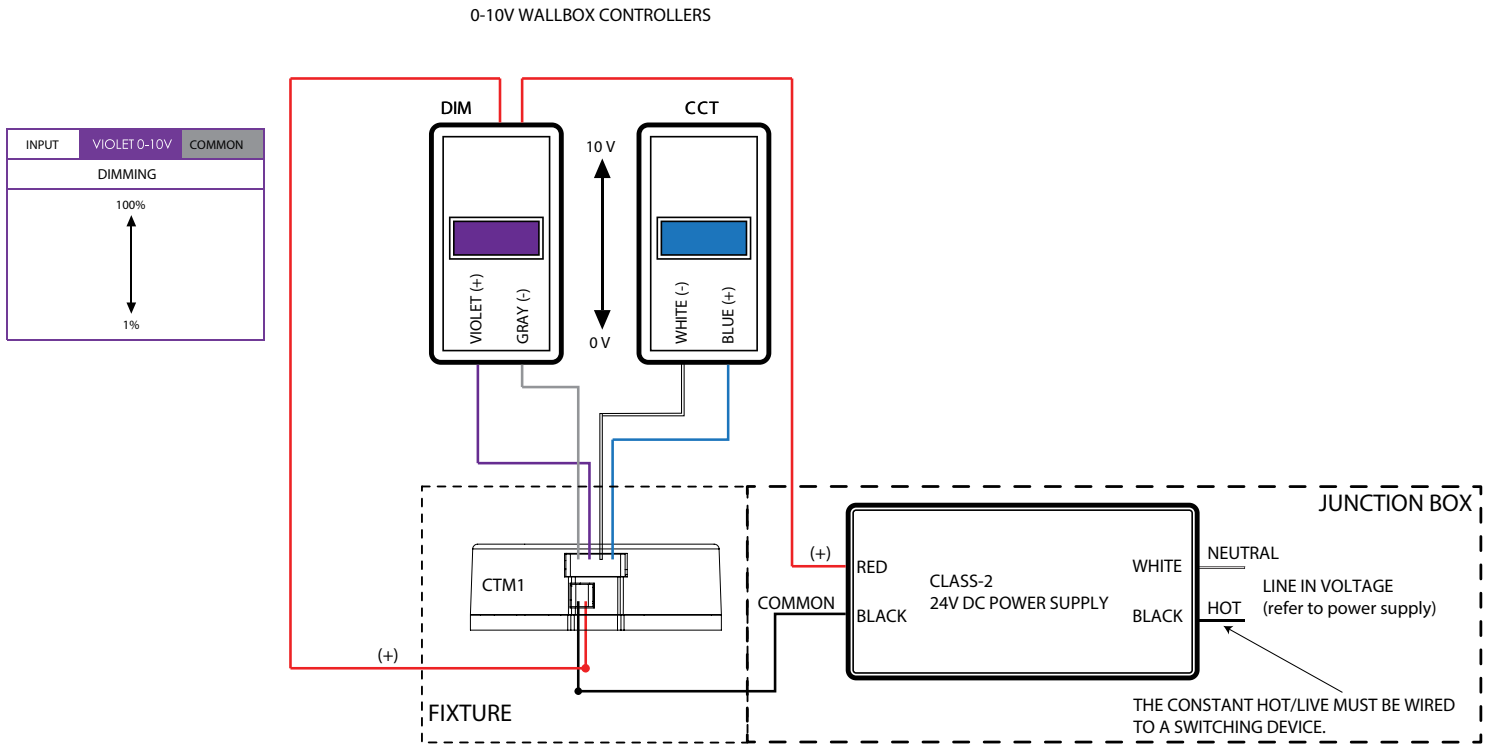 0-10V WALLBOX CONTROLLERS
DIM
CCT
INPUT
VIOLET 0-10V
COMMON
DIMMING
100%
1%
10 V
0 V
VIOLET (+)
GRAY (-)
WHITE (-)
BLUE (+)
JUNCTION BOX
(+)
RED
WHITE
NEUTRAL
CLASS-2
24V DC POWER SUPPLY
LINE IN VOLTAGE
(refer to power supply)
COMMON
BLACK
BLACK
HOT
CTM1
(+)
FIXTURE
THE CONSTANT HOT/LIVE MUST BE WIRED
TO A SWITCHING DEVICE.